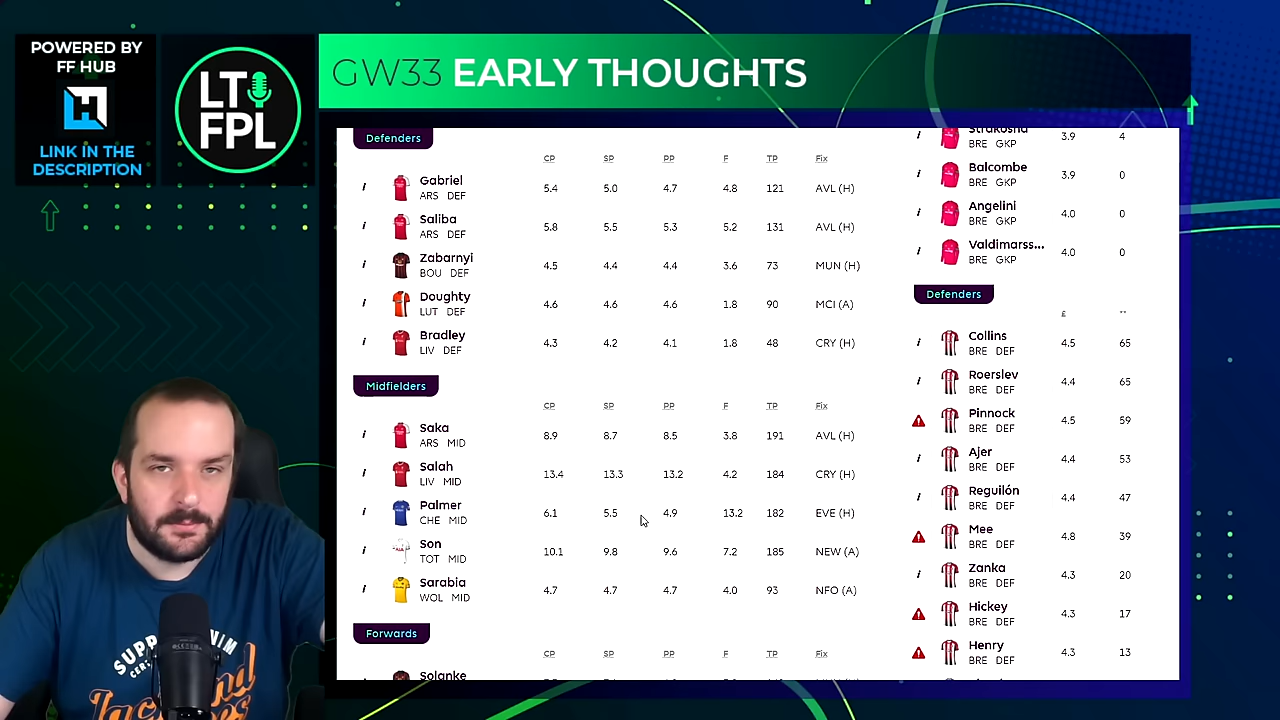 POWERED BY
FF HUB
LINK IN THE
DESCRIPTION
LT
FPL
GW33 EARLY THOUGHTS
Defenders
CP SP PP F TP Fix
i Gabriel 5.4 5.0 4.7 4.8 121 AVL (H)
ARS DEF
i Saliba 5.8 5.5 5.3 5.2 131 AVL (H)
ARS DEF
i Zabarnyi 4.5 4.4 4.4 3.6 73 MUN (H)
BOU DEF
i Doughty 4.6 4.6 4.6 1.8 90 MCI (A)
LUT DEF
i Bradley 4.3 4.2 4.1 1.8 48 CRY (H)
LIV DEF
Midfielders
CP SP PP F TP Fix
i Saka 8.9 8.7 8.5 3.8 191 AVL (H)
ARS MID
i Salah 13.4 13.3 13.2 4.2 184 CRY (H)
LIV MID
i Palmer 6.1 5.5 4.9 13.2 182 EVE (H)
CHE MID
i Son 10.1 9.8 9.6 7.2 185 NEW (A)
TOT MID
i Sarabia 4.7 4.7 4.7 4.0 93 NFO (A)
WOL MID
Forwards
CP SP PP F TP Fix
Solanke
Strakosha 3.9 4
BRE GKP
i Balcombe 3.9 0
BRE GKP
i Angelini 4.0 0
BRE GKP
i Valdimarss... 4.0 0
BRE GKP
Defenders
£ **
i Collins 4.5 65
BRE DEF
i Roerslev 4.4 65
BRE DEF
Pinnock 4.5 59
BRE DEF
i Ajer 4.4 53
BRE DEF
i Reguilón 4.4 47
BRE DEF
Mee 4.8 39
BRE DEF
i Zanka 4.3 20
BRE DEF
Hickey 4.3 17
BRE DEF
Henry 4.3 13
BRE DEF